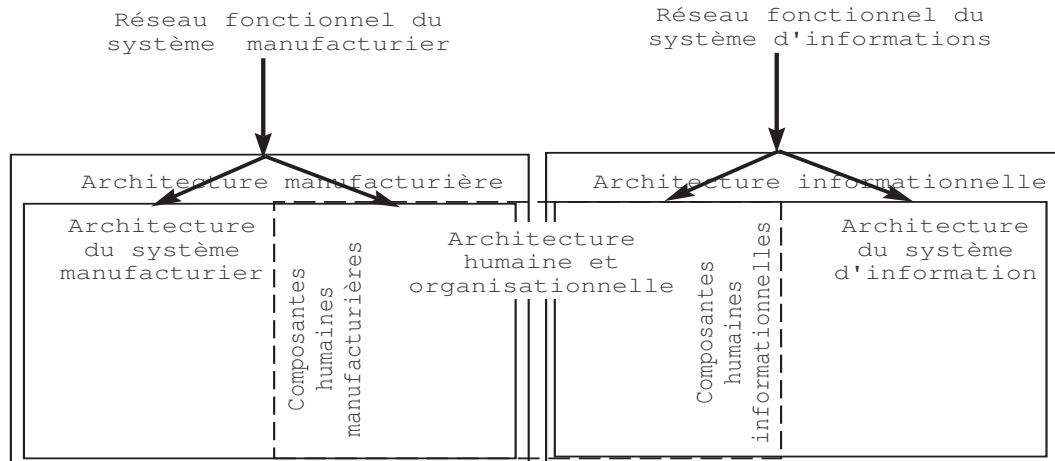 Réseau fonctionnel du
système manufacturier
Réseau fonctionnel du
système d'informations
Architecture manufacturière
Architecture informationnelle
Architecture
du système
manufacturier
Composantes
humaines
manufacturières
Architecture
humaine et
organisationnelle
Composantes
humaines
informationnelles
Architecture
du système
d'information